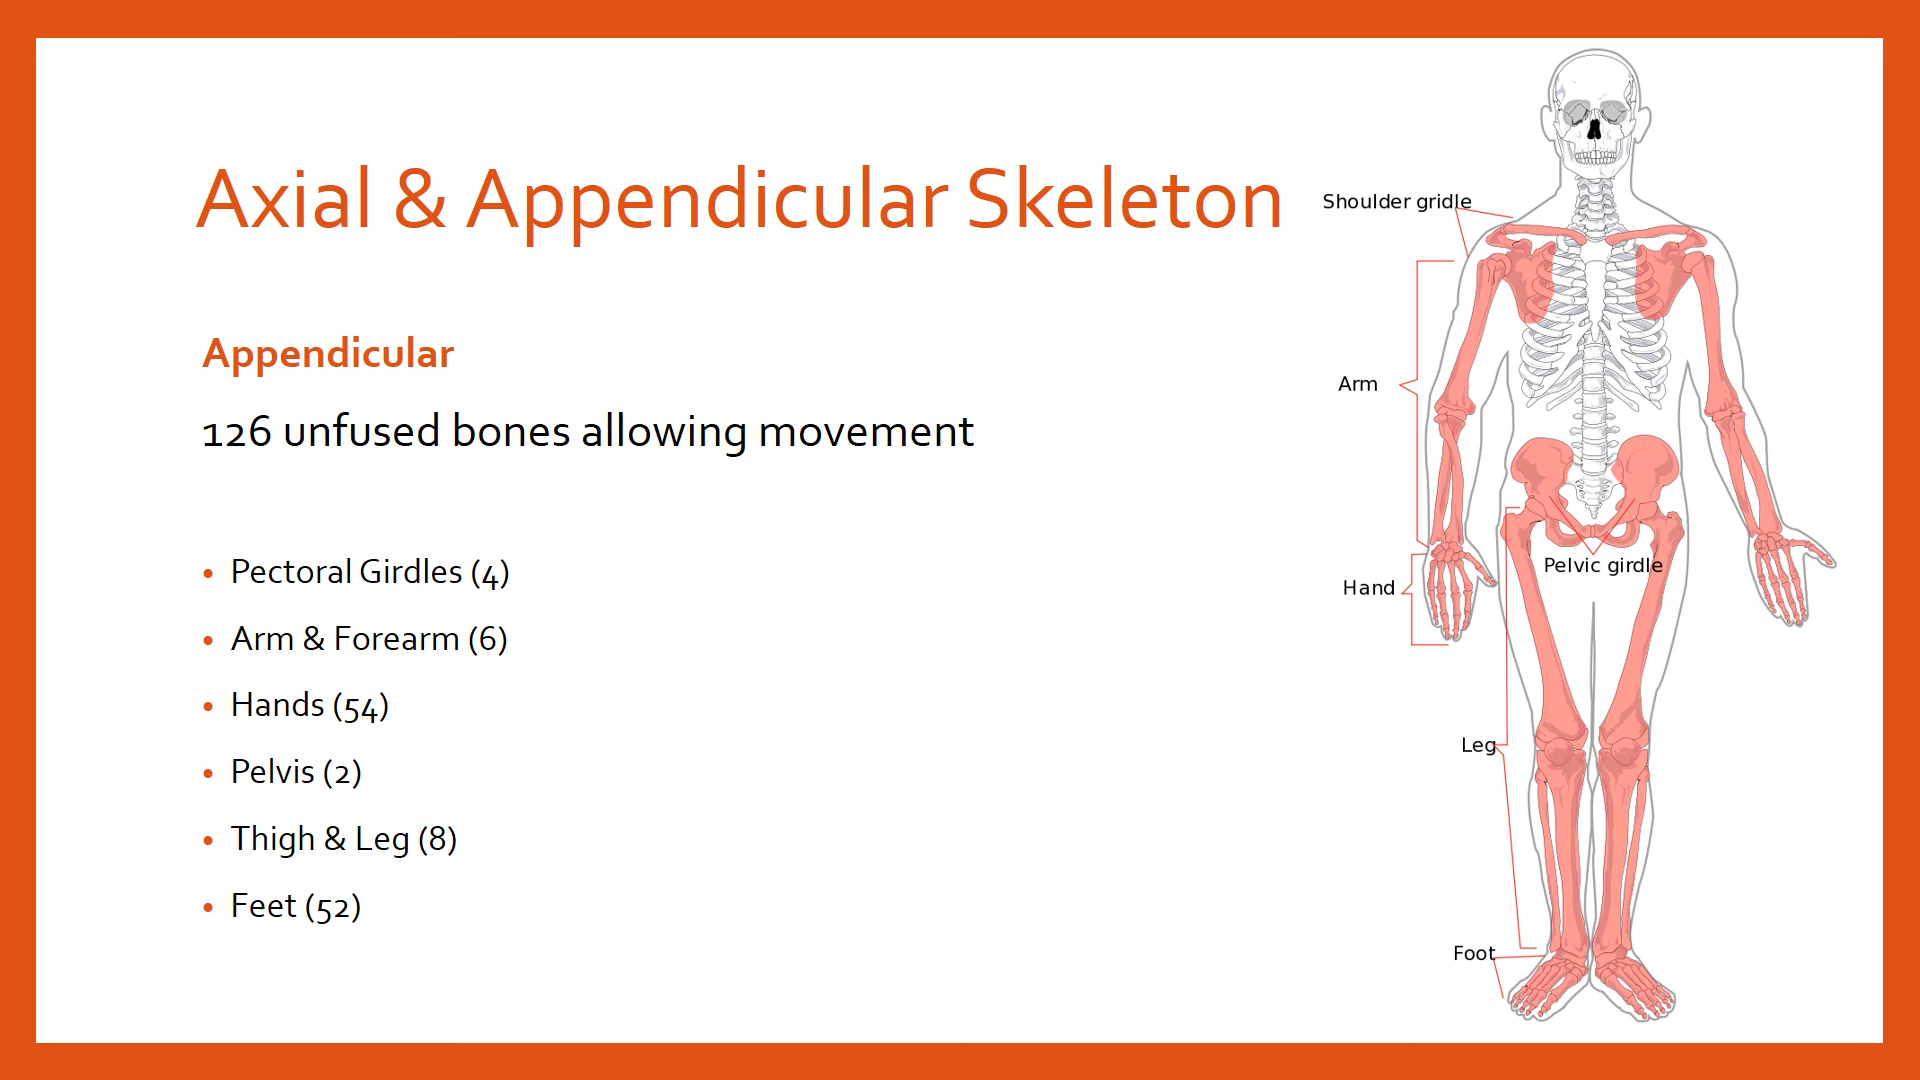 Axial & Appendicular Skeleton
Appendicular
126 unfused bones allowing movement
• Pectoral Girdles (4)
• Arm & Forearm (6)
• Hands (54)
• Pelvis (2)
• Thigh & Leg (8)
• Feet (52)
Shoulder gridle
Arm
Hand
Pelvic girdle
Leg
Foot